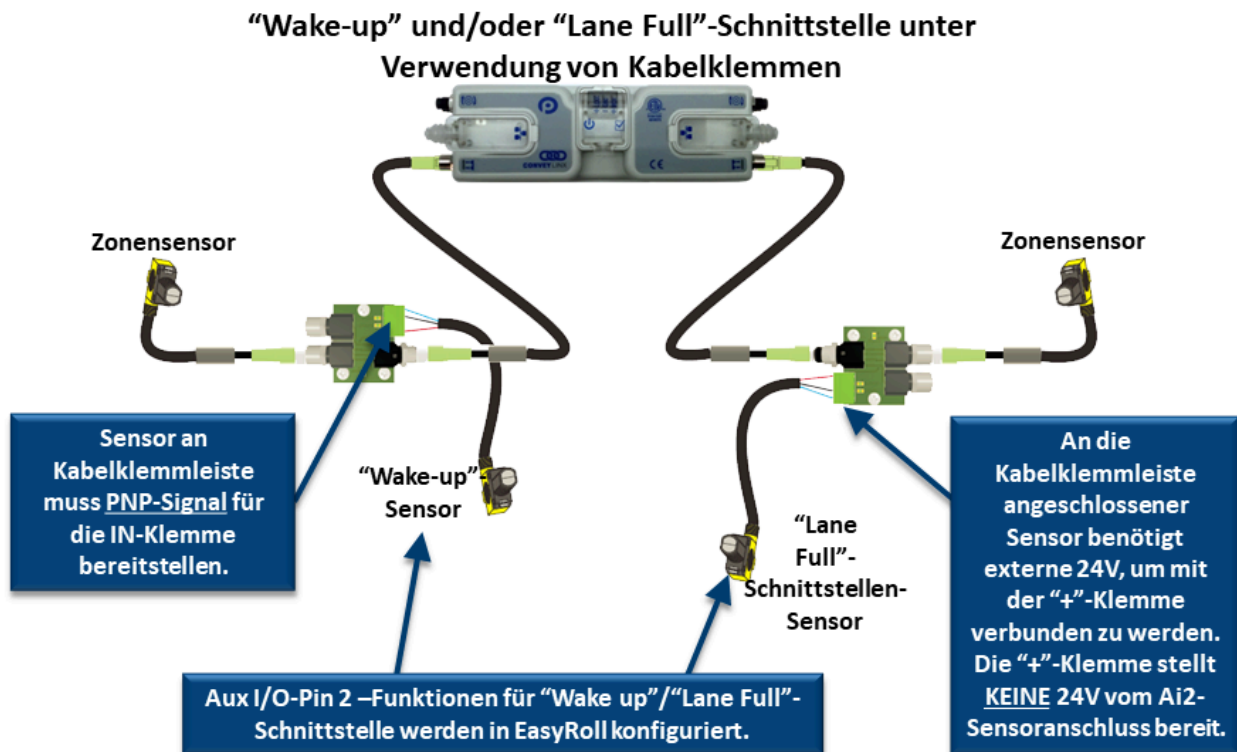 “Wake-up” und/oder “Lane Full”-Schnittstelle unter
Verwendung von Kabelklemmen
CONVEYLINX
CE
Zonensensor
Zonensensor
Sensor an
Kabelklemmleiste
muss PNP-Signal für
die IN-Klemme
bereitstellen.
“Wake-up”-
Sensor
“Lane
Full”-
Schnittstellen-
Sensor
An die
Kabelklemmleiste
angeschlossener
Sensor benötigt
externe 24V, um mit
der “+”-Klemme
verbunden zu werden.
Die “+”-Klemme stellt
KEINE 24V vom Ai2-
Sensoranschluss bereit.
Aux I/O-Pin 2 –Funktionen für “Wake up”/“Lane Full”-
Schnittstelle werden in EasyRoll konfiguriert.